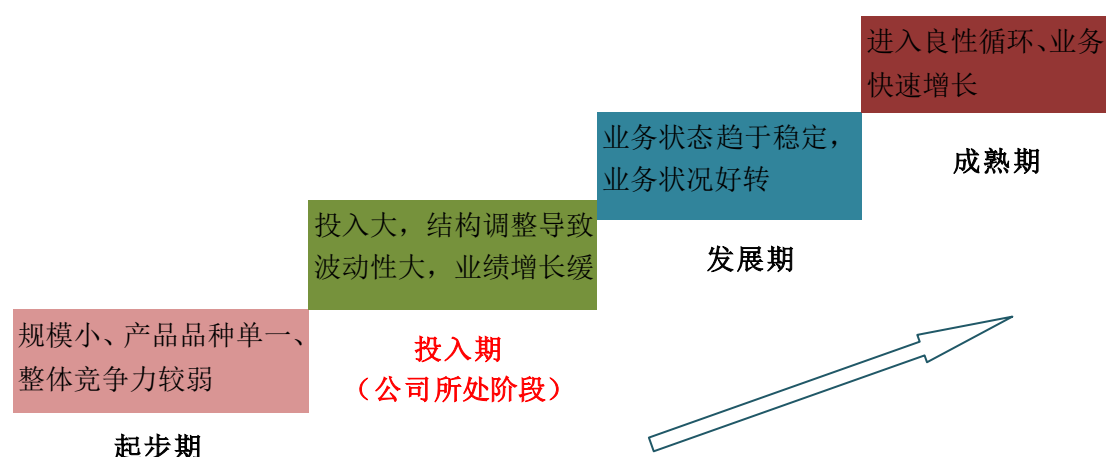 进入良性循环、业务
快速增长
成熟期
业务状态趋于稳定，
业务状况好转
发展期
投入大，结构调整导致
波动性大，业绩增长缓
投入期
（公司所处阶段）
规模小、产品品种单一、
整体竞争力较弱
起步期